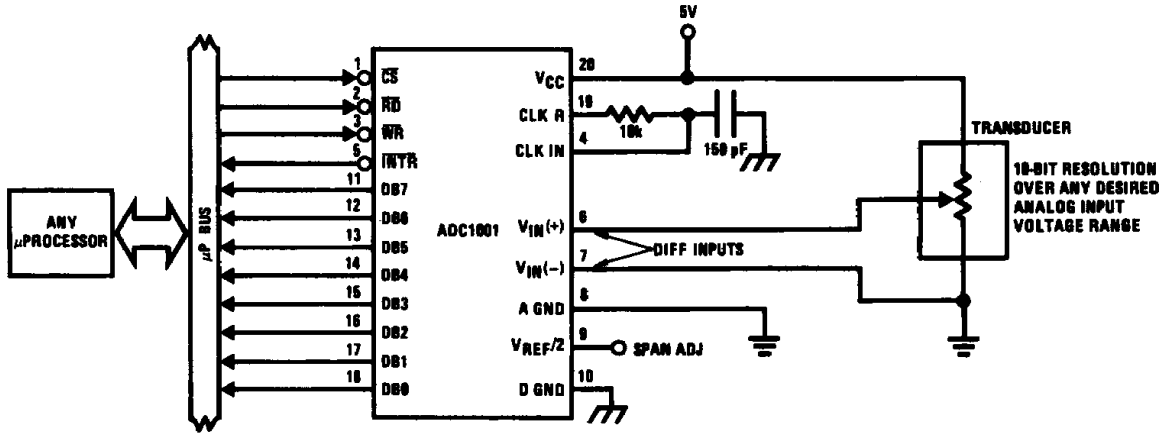 5V
1 CS
2 RD
3 WR
5 INTR
11 DB7
12 DB6
13 DB5
14 DB4
15 DB3
16 DB2
17 DB1
18 DB0
ANY
μPROCESSOR
μP BUS
ADC1001
VCC 20
CLK R 19
10k
150 pF
CLK IN 4
VIN(+) 6
DIFF INPUTS
VIN(−) 7
A GND 8
VREF/2 9
SPAN ADJ
D GND 10
TRANSDUCER
10-BIT RESOLUTION
OVER ANY DESIRED
ANALOG INPUT
VOLTAGE RANGE